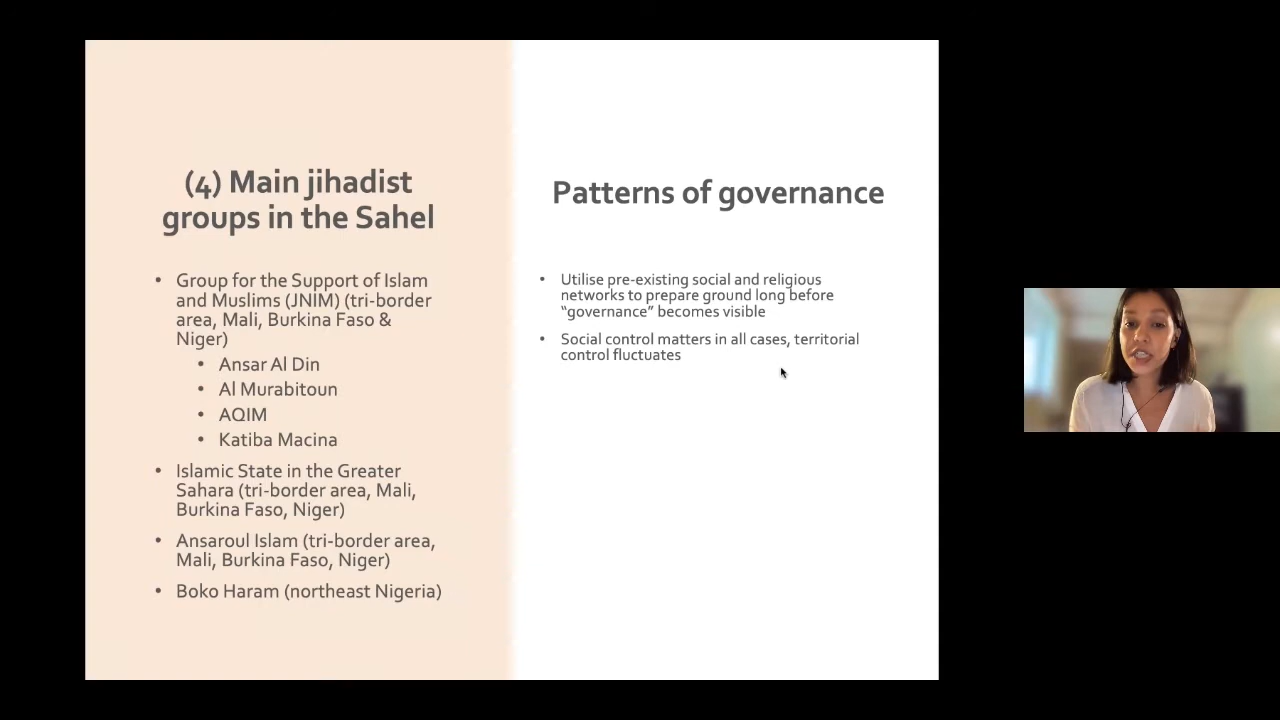 (4) Main jihadist
groups in the Sahel
• Group for the Support of Islam
and Muslims (JNIM) (tri-border
area, Mali, Burkina Faso &
Niger)
• Ansar Al Din
• Al Murabitoun
• AQIM
• Katiba Macina
• Islamic State in the Greater
Sahara (tri-border area, Mali,
Burkina Faso, Niger)
• Ansaroul Islam (tri-border area,
Mali, Burkina Faso, Niger)
• Boko Haram (northeast Nigeria)
Patterns of governance
• Utilise pre-existing social and religious
networks to prepare ground long before
“governance” becomes visible
• Social control matters in all cases, territorial
control fluctuates